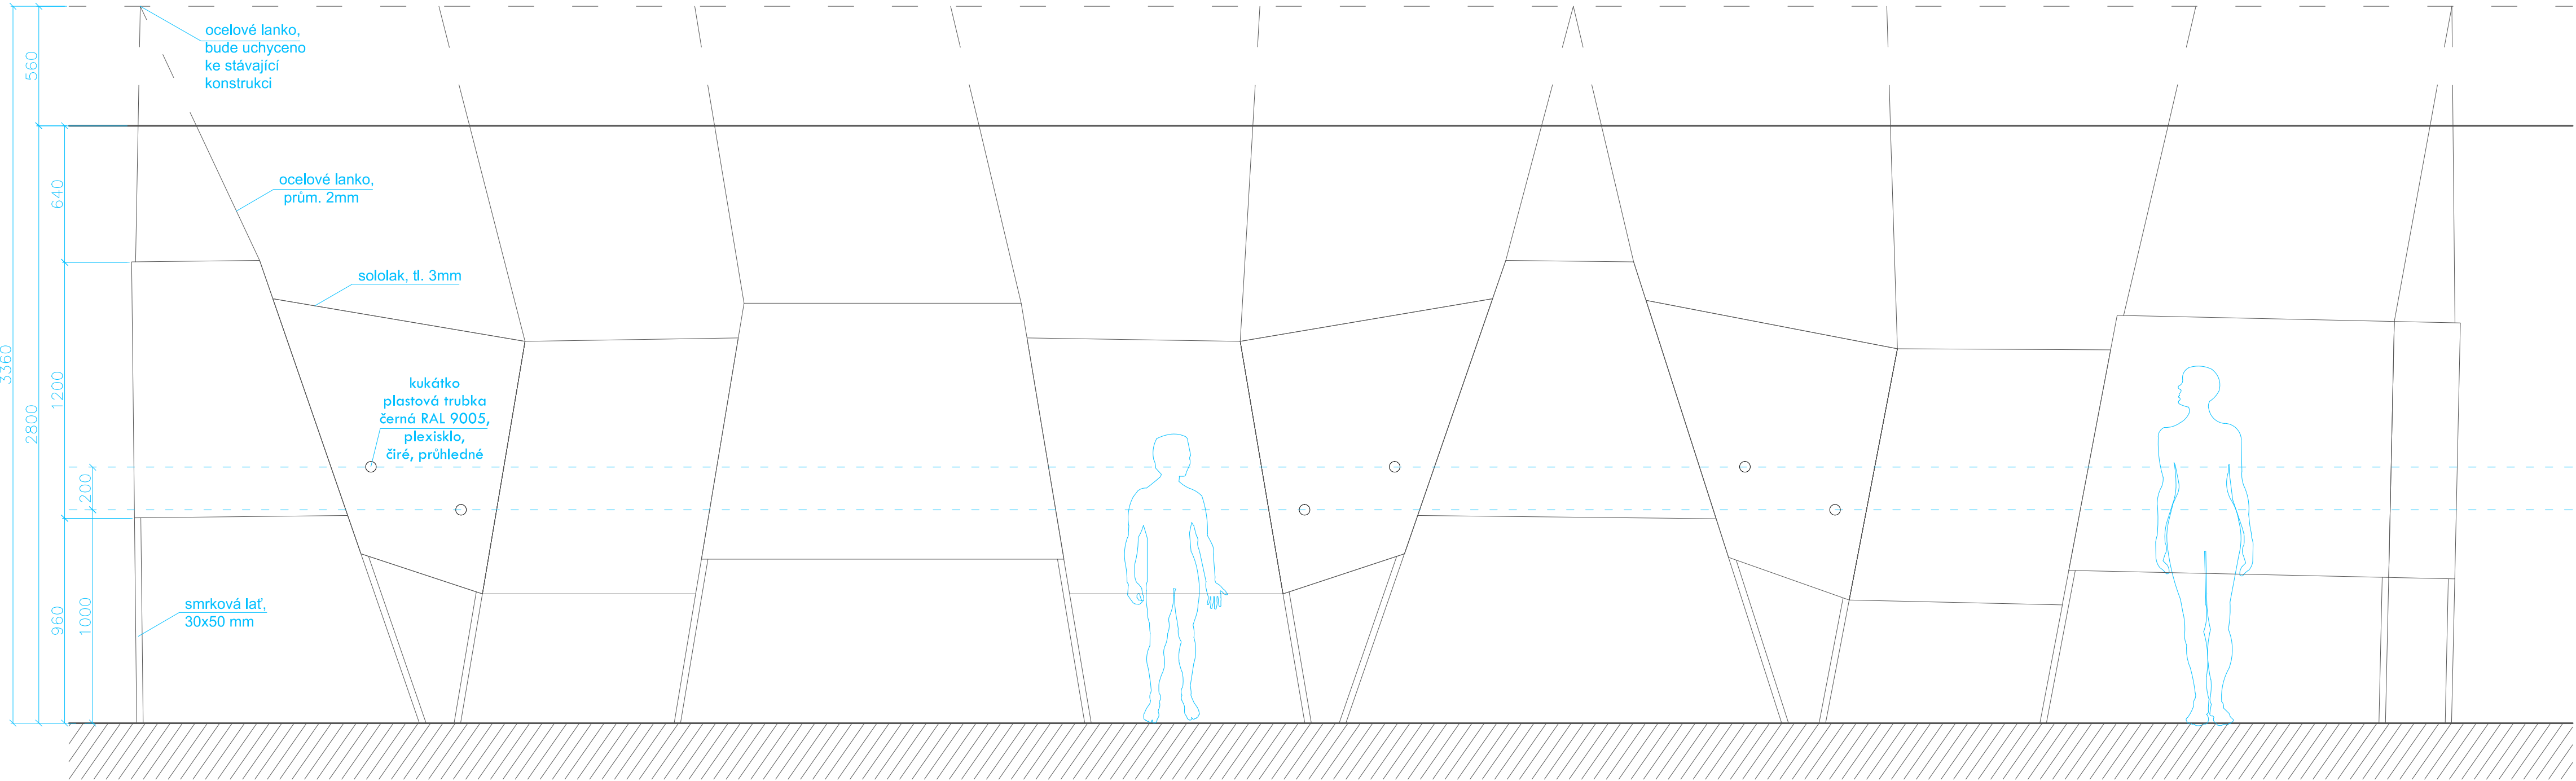 ocelové lanko,
bude uchyceno
ke stávající
konstrukci
ocelové lanko,
prům. 2mm
sololak, tl. 3mm
kukátko
plastová trubka
černá RAL 9005,
plexisklo,
čiré, průhledné
smrková lať,
30x50 mm
560
640
3360
2800
1200
200
960
1000